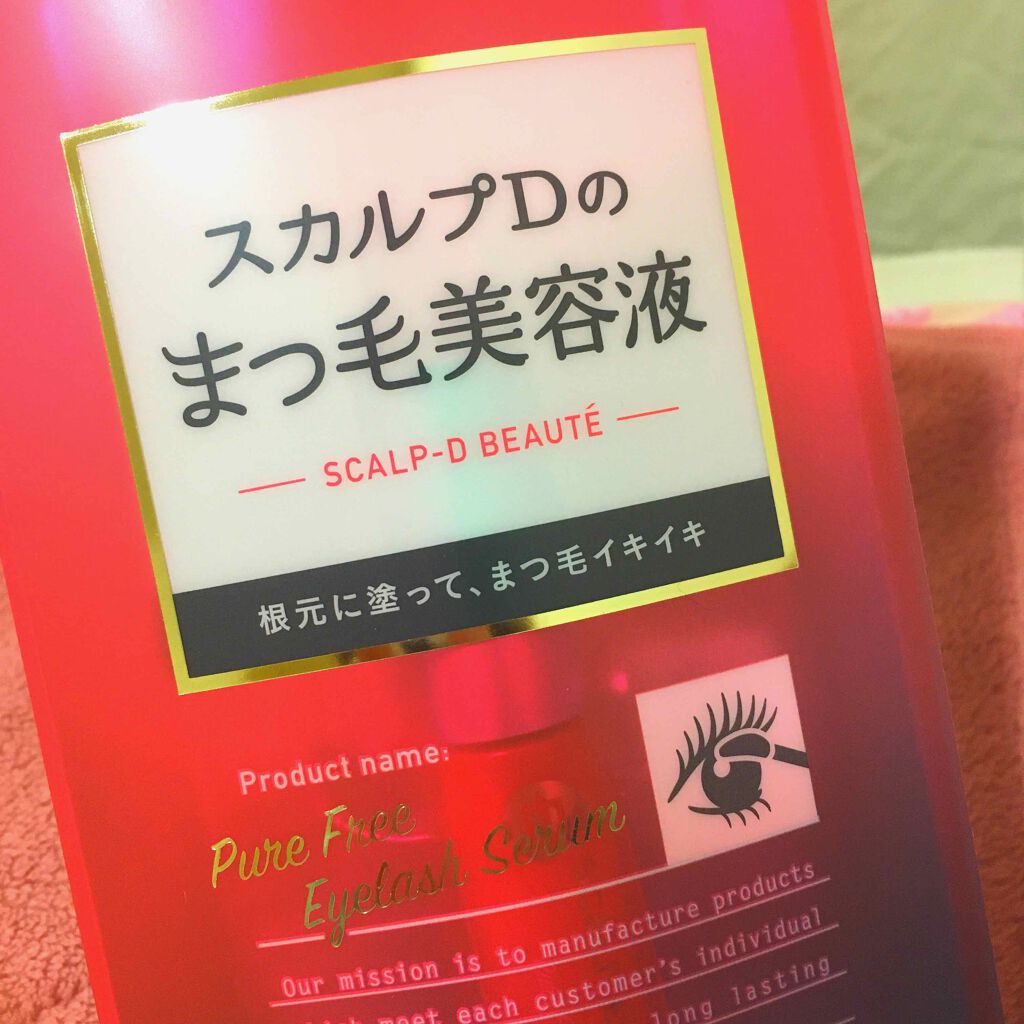 スカルプDの
まつ毛美容液
SCALP-D BEAUTÉ
根元に塗って、まつ毛イキイキ
Product name:
Pure Free
Eyelash Serum
Our mission is to manufacture products
which meet each customer's individual
long lasting